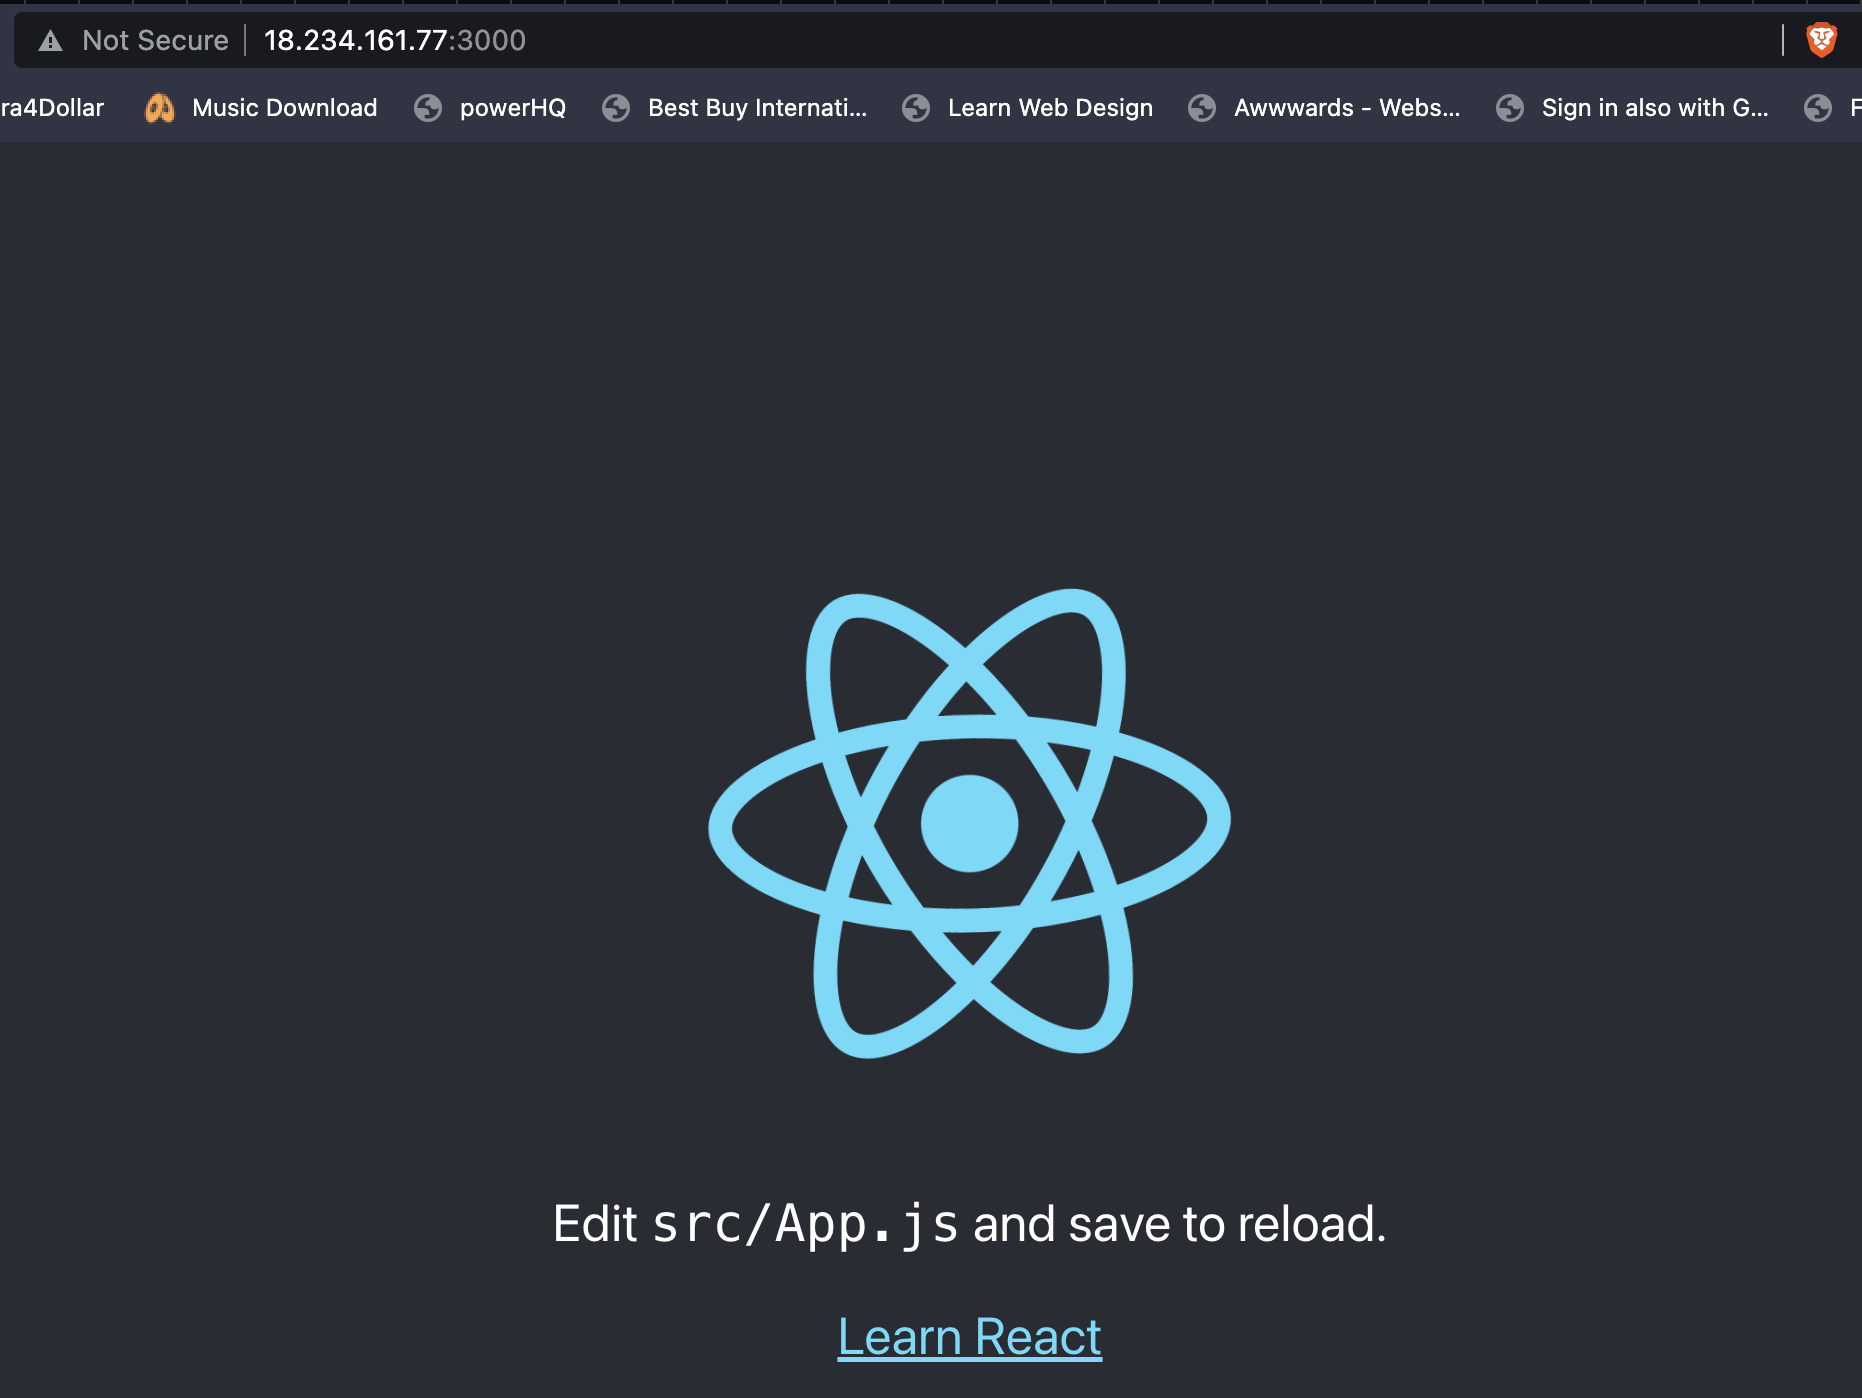 Not Secure 18.234.161.77:3000
ra4Dollar Music Download powerHQ Best Buy Internati... Learn Web Design Awwwards - Webs... Sign in also with G... F
Edit src/App.js and save to reload.
Learn React